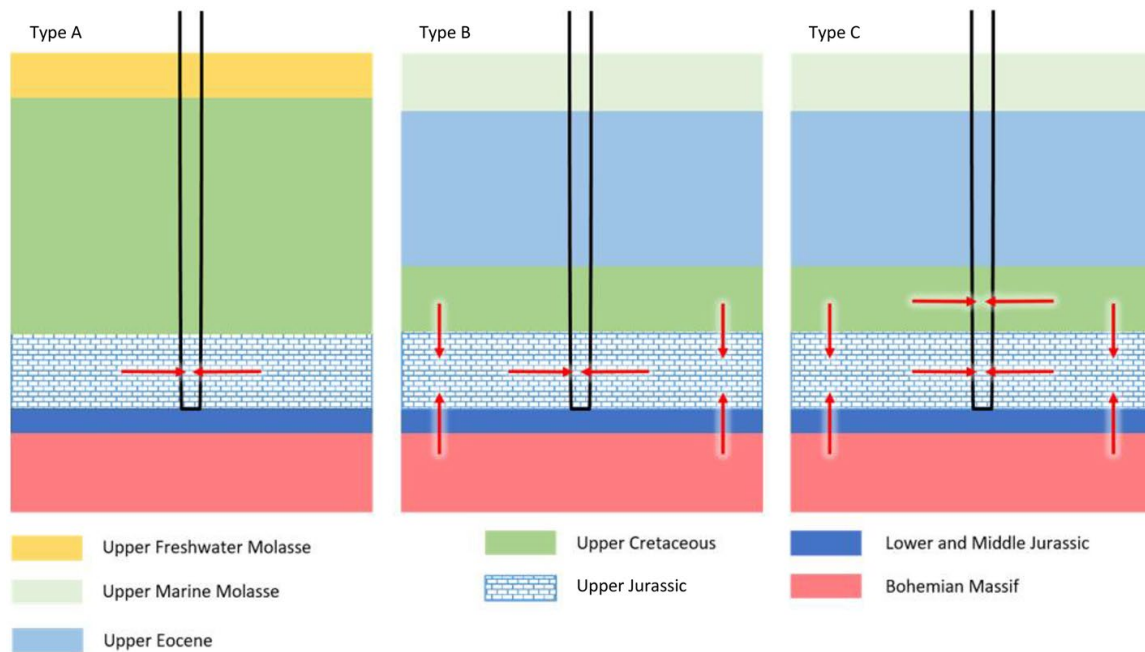 Type A
Type B
Type C
Upper Freshwater Molasse
Upper Cretaceous
Lower and Middle Jurassic
Upper Marine Molasse
Upper Jurassic
Bohemian Massif
Upper Eocene